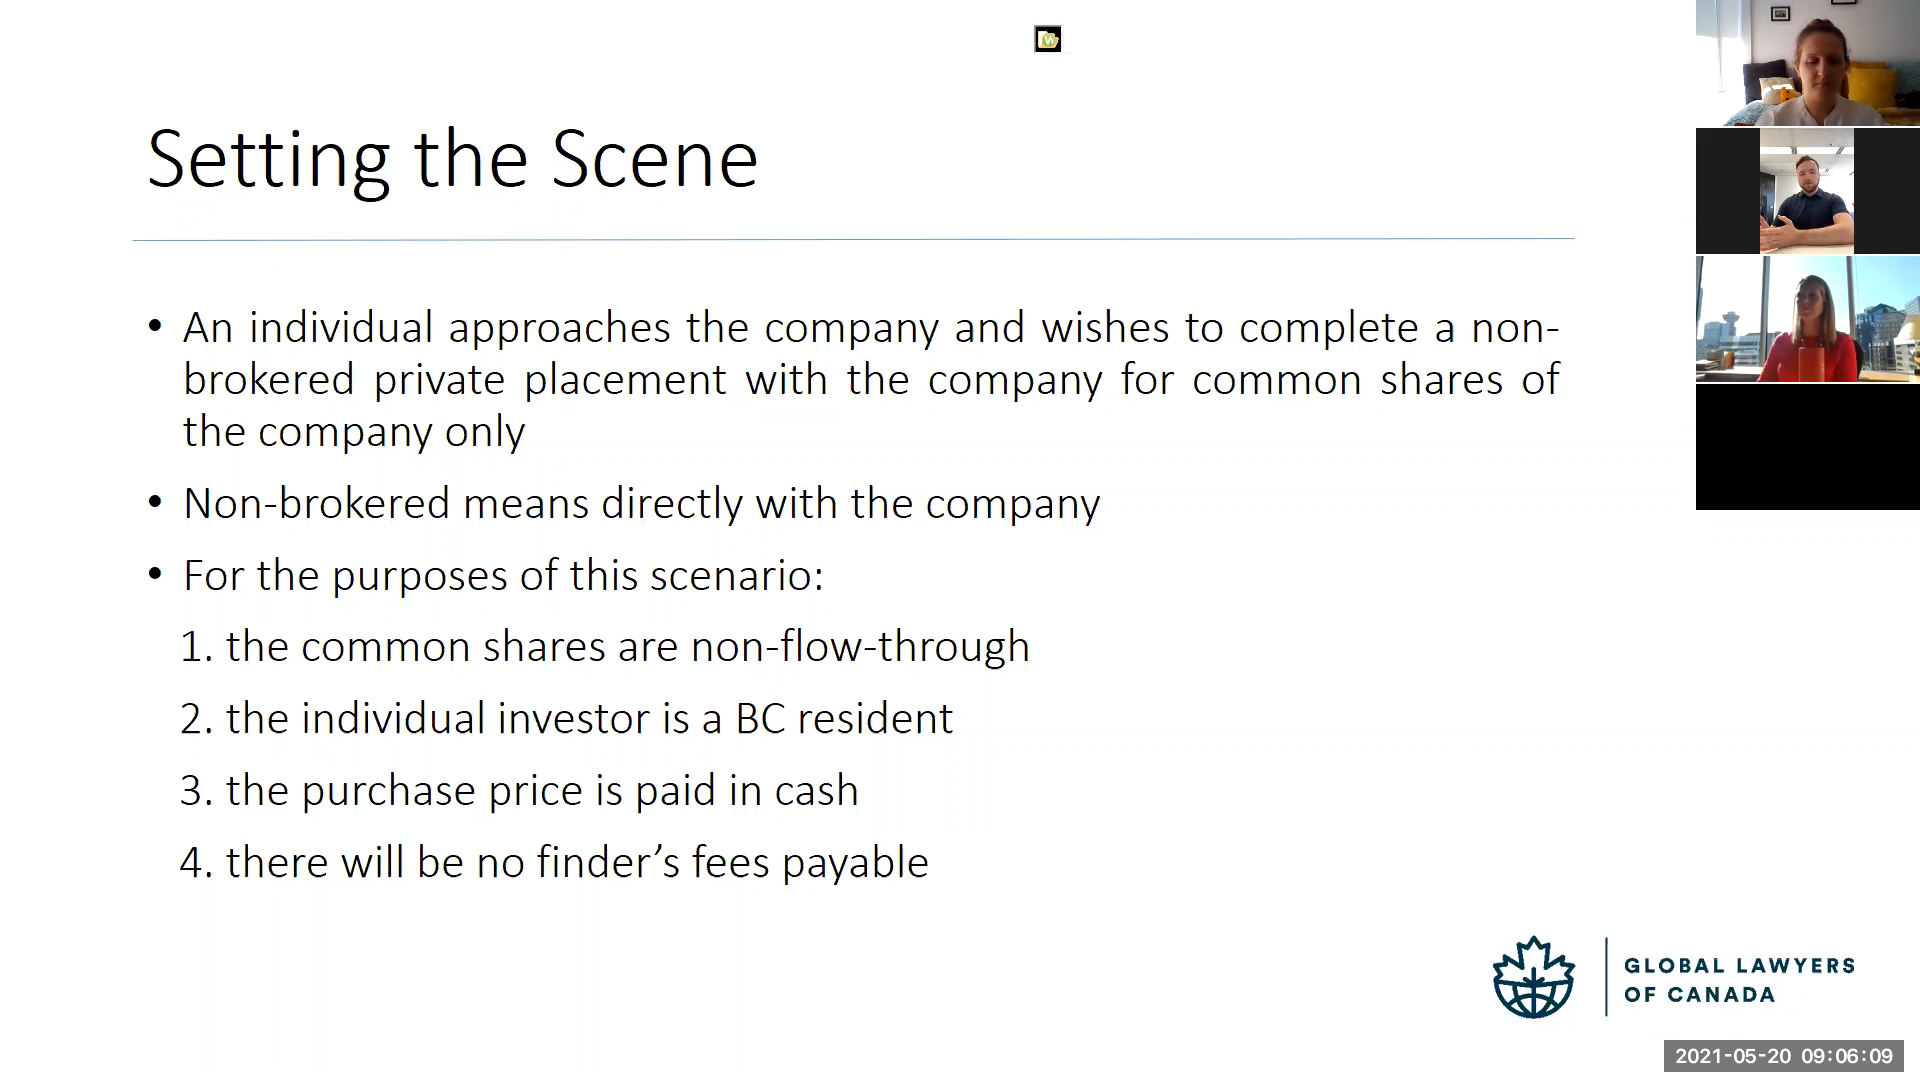 Setting the Scene
• An individual approaches the company and wishes to complete a non-
brokered private placement with the company for common shares of
the company only
• Non-brokered means directly with the company
• For the purposes of this scenario:
1. the common shares are non-flow-through
2. the individual investor is a BC resident
3. the purchase price is paid in cash
4. there will be no finder’s fees payable
GLOBAL LAWYERS
OF CANADA
2021-05-20 09:06:09